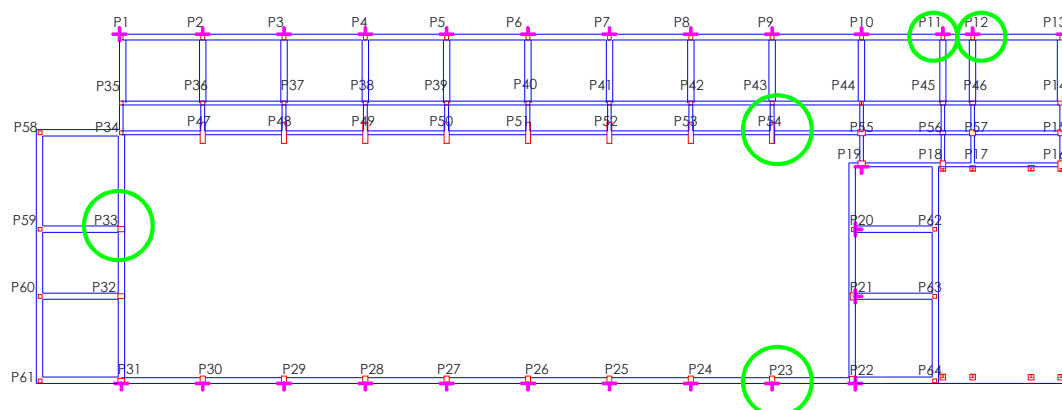 P1 P2 P3 P4 P5 P6 P7 P8 P9 P10 P11 P12 P13
P35 P36 P37 P38 P39 P40 P41 P42 P43 P44 P45 P46 P14
P58 P34 P47 P48 P49 P50 P51 P52 P53 P54 P55 P56 P57 P15
P19 P18 P17 P16
P59 P33 P20 P62
P60 P32 P21 P63
P61 P31 P30 P29 P28 P27 P26 P25 P24 P23 P22 P64